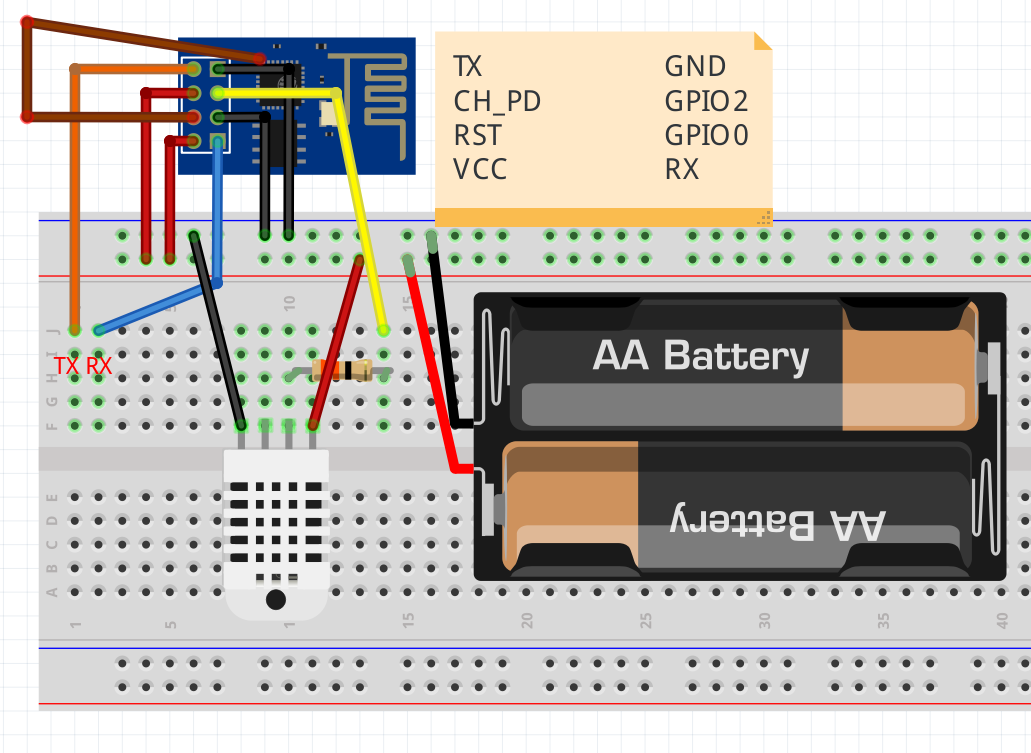 TX GND
CH_PD GPIO2
RST GPIO0
VCC RX
10 15
J
I
TX RX
H
G
F
AA Battery
AA Battery
E
D
C
B
A
1 5 1 15 20 25 30 35 40